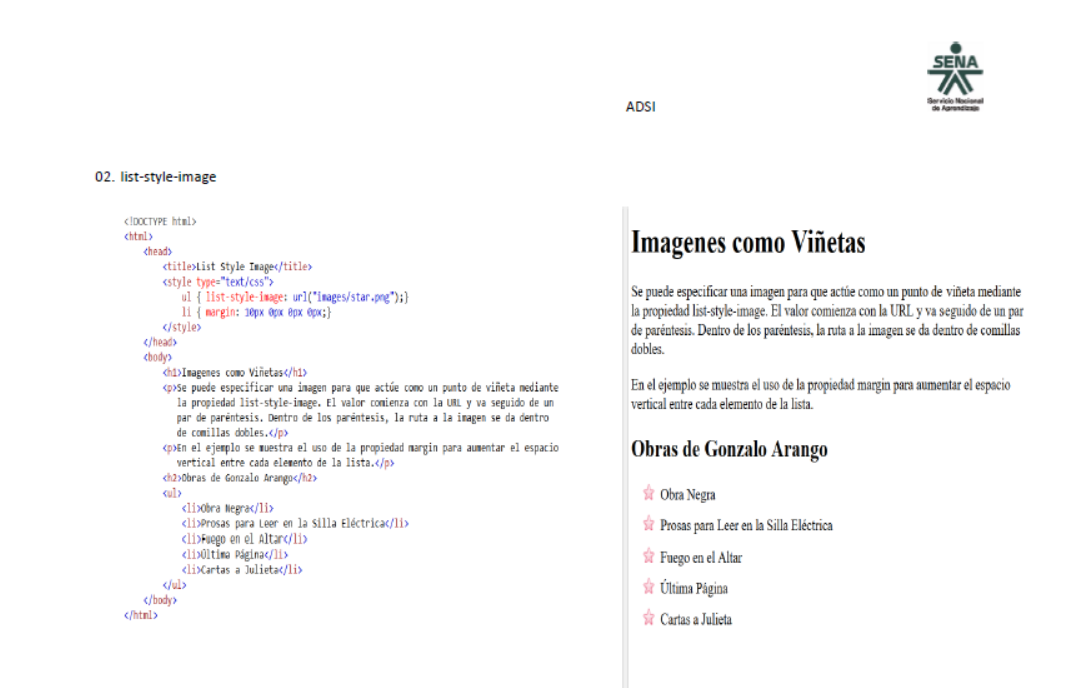 SENA
Servicio Nacional
de Aprendizaje
ADSI
02. list-style-image
<!DOCTYPE html>
<html>
<head>
<title>List Style Image</title>
<style type="text/css">
ul { list-style-image: url("images/star.png");}
li { margin: 10px 0px 0px 0px;}
</style>
</head>
<body>
<h1>Imagenes como Viñetas</h1>
<p>Se puede especificar una imagen para que actúe como un punto de viñeta mediante
la propiedad list-style-image. El valor comienza con la URL y va seguido de un
par de paréntesis. Dentro de los paréntesis, la ruta a la imagen se da dentro
de comillas dobles.</p>
<p>En el ejemplo se muestra el uso de la propiedad margin para aumentar el espacio
vertical entre cada elemento de la lista.</p>
<h2>Obras de Gonzalo Arango</h2>
<ul>
<li>Obra Negra</li>
<li>Prosas para Leer en la Silla Eléctrica</li>
<li>Fuego en el Altar</li>
<li>Última Página</li>
<li>Cartas a Julieta</li>
</ul>
</body>
</html>
Imagenes como Viñetas
Se puede especificar una imagen para que actúe como un punto de viñeta mediante
la propiedad list-style-image. El valor comienza con la URL y va seguido de un par
de paréntesis. Dentro de los paréntesis, la ruta a la imagen se da dentro de comillas
dobles.
En el ejemplo se muestra el uso de la propiedad margin para aumentar el espacio
vertical entre cada elemento de la lista.
Obras de Gonzalo Arango
Obra Negra
Prosas para Leer en la Silla Eléctrica
Fuego en el Altar
Última Página
Cartas a Julieta